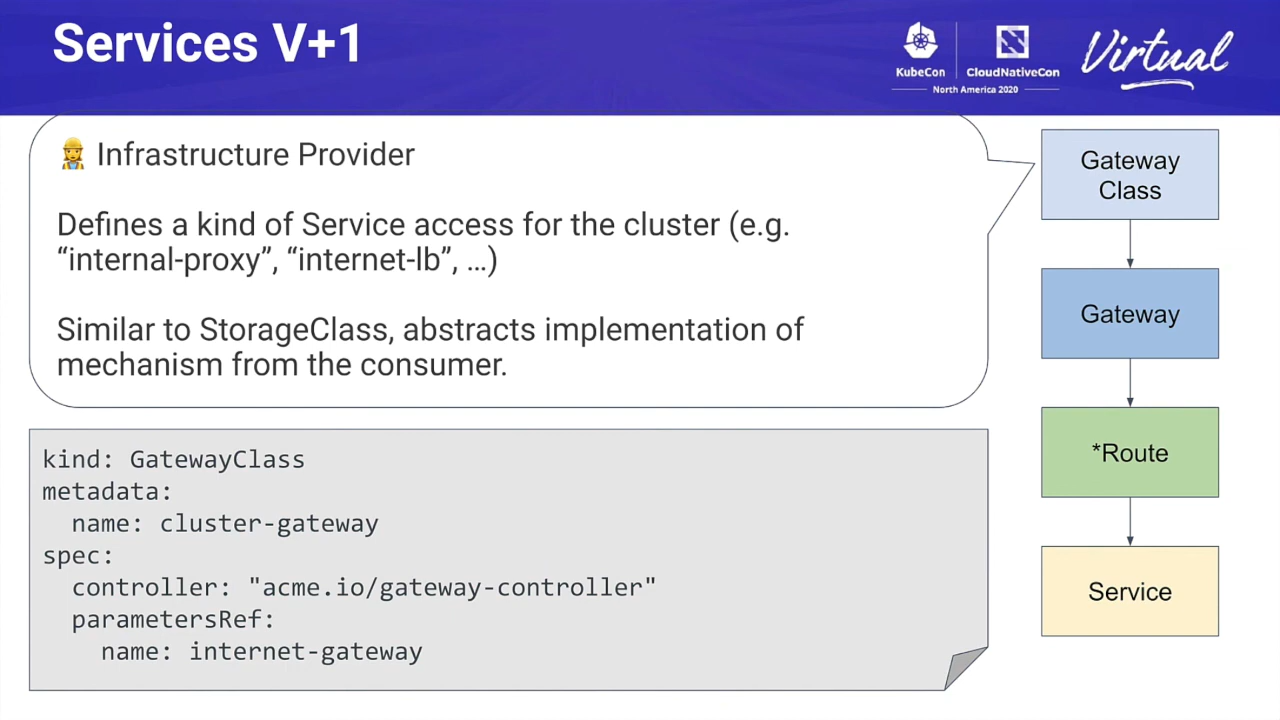 Services V+1
KubeCon
CloudNativeCon
North America 2020
Virtual
Infrastructure Provider
Defines a kind of Service access for the cluster (e.g.
“internal-proxy”, “internet-lb”, …)
Similar to StorageClass, abstracts implementation of
mechanism from the consumer.
kind: GatewayClass
metadata:
  name: cluster-gateway
spec:
  controller: "acme.io/gateway-controller"
  parametersRef:
    name: internet-gateway
Gateway
Class
Gateway
*Route
Service